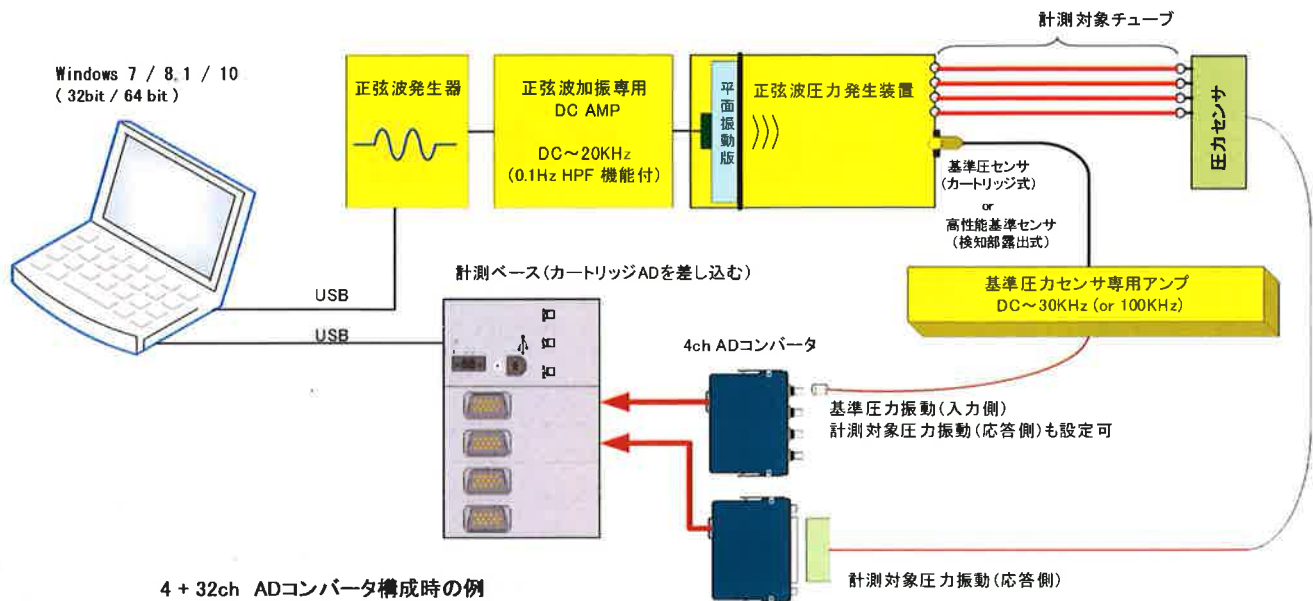 計測対象チューブ
Windows 7 / 8.1 / 10
( 32bit / 64 bit )
正弦波発生器
正弦波加振専用
DC AMP
DC～20KHz
(0.1Hz HPF 機能付)
平面振動版
正弦波圧力発生装置
圧力センサ
基準圧センサ
(カートリッジ式)
or
高性能基準センサ
(検知部露出式)
基準圧力センサ専用アンプ
DC～30KHz (or 100KHz)
計測ベース(カートリッジADを差し込む)
USB
USB
4ch ADコンバータ
基準圧力振動(入力側)
計測対象圧力振動(応答側)も設定可
計測対象圧力振動(応答側)
4 + 32ch ADコンバータ構成時の例